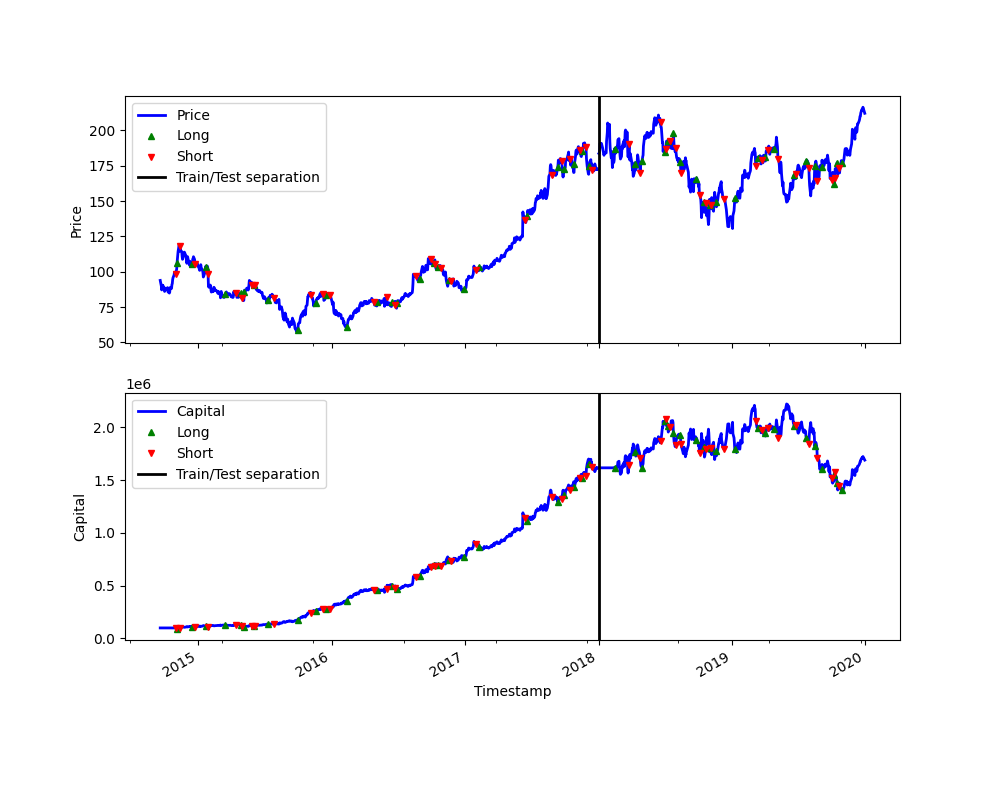 Price
Long
Short
Train/Test separation
200
175
150
125
100
75
50
Price
1e6
Capital
Long
Short
Train/Test separation
2.0
1.5
1.0
0.5
0.0
Capital
2015
2016
2017
2018
2019
2020
Timestamp